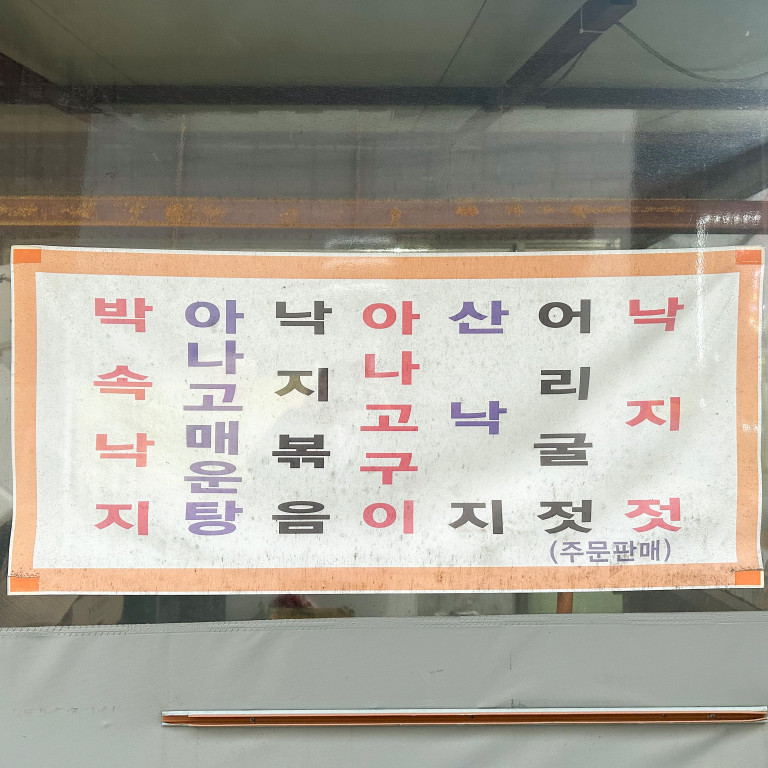 박속낙지
아나고매운탕
낙지볶음
아나고구이
산낙지
어리굴젓
낙지젓
(주문판매)